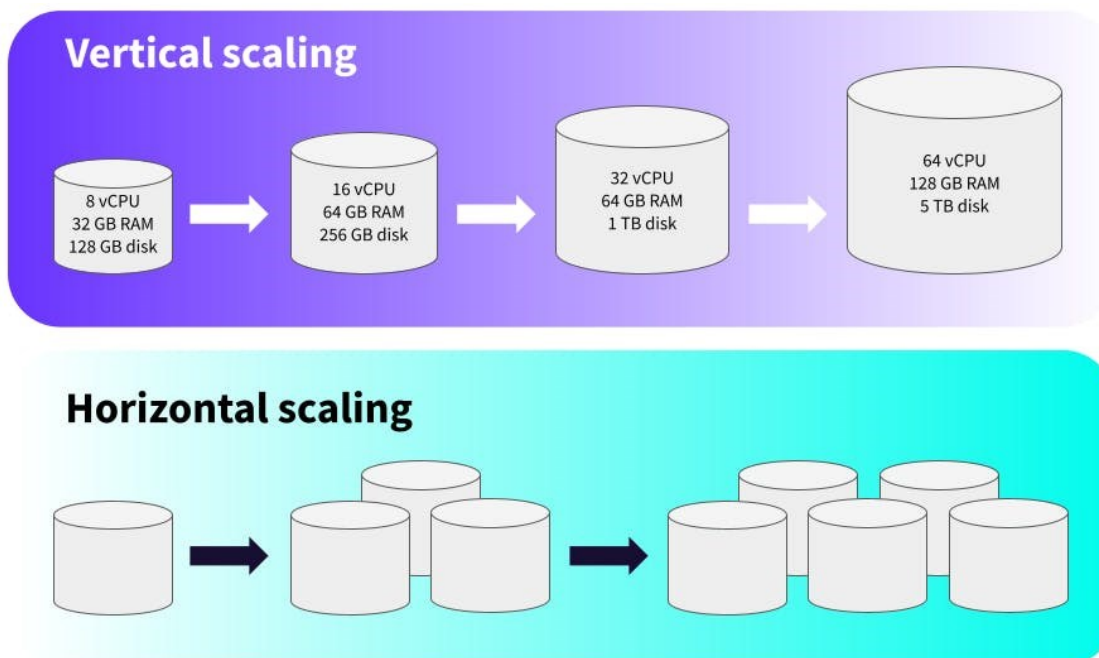 Vertical scaling
8 vCPU
32 GB RAM
128 GB disk
16 vCPU
64 GB RAM
256 GB disk
32 vCPU
64 GB RAM
1 TB disk
64 vCPU
128 GB RAM
5 TB disk
Horizontal scaling